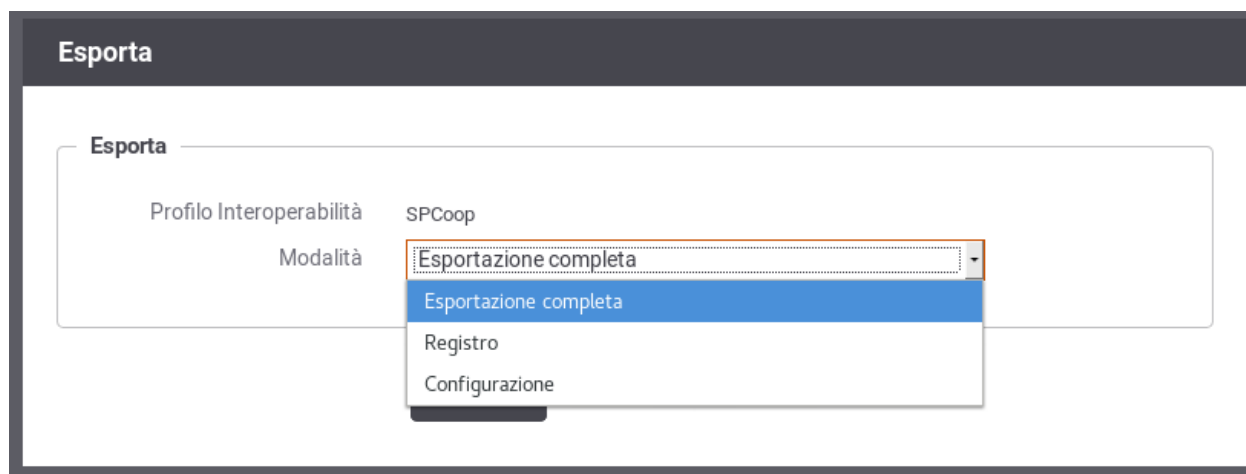 Esporta
Esporta
Profilo Interoperabilità SPCoop
Modalità Esportazione completa
Esportazione completa
Registro
Configurazione